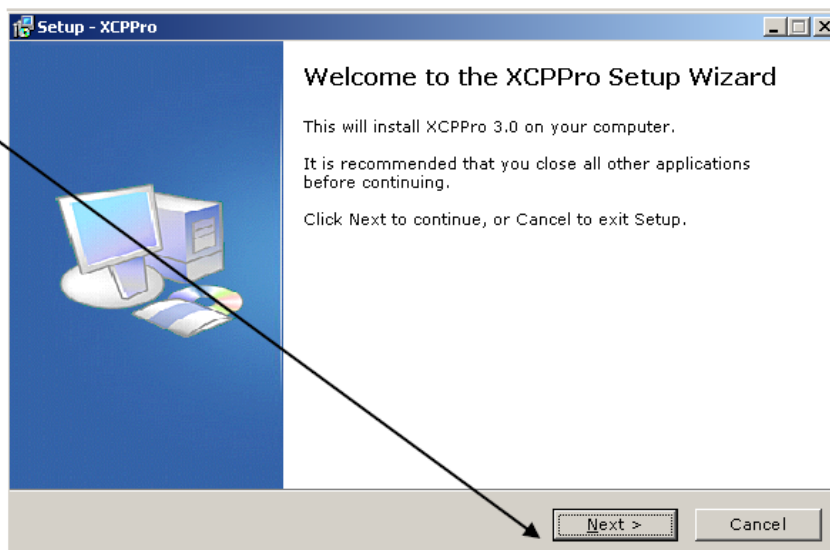 Setup - XCPPro
Welcome to the XCPPro Setup Wizard
This will install XCPPro 3.0 on your computer.
It is recommended that you close all other applications
before continuing.
Click Next to continue, or Cancel to exit Setup.
Next >
Cancel